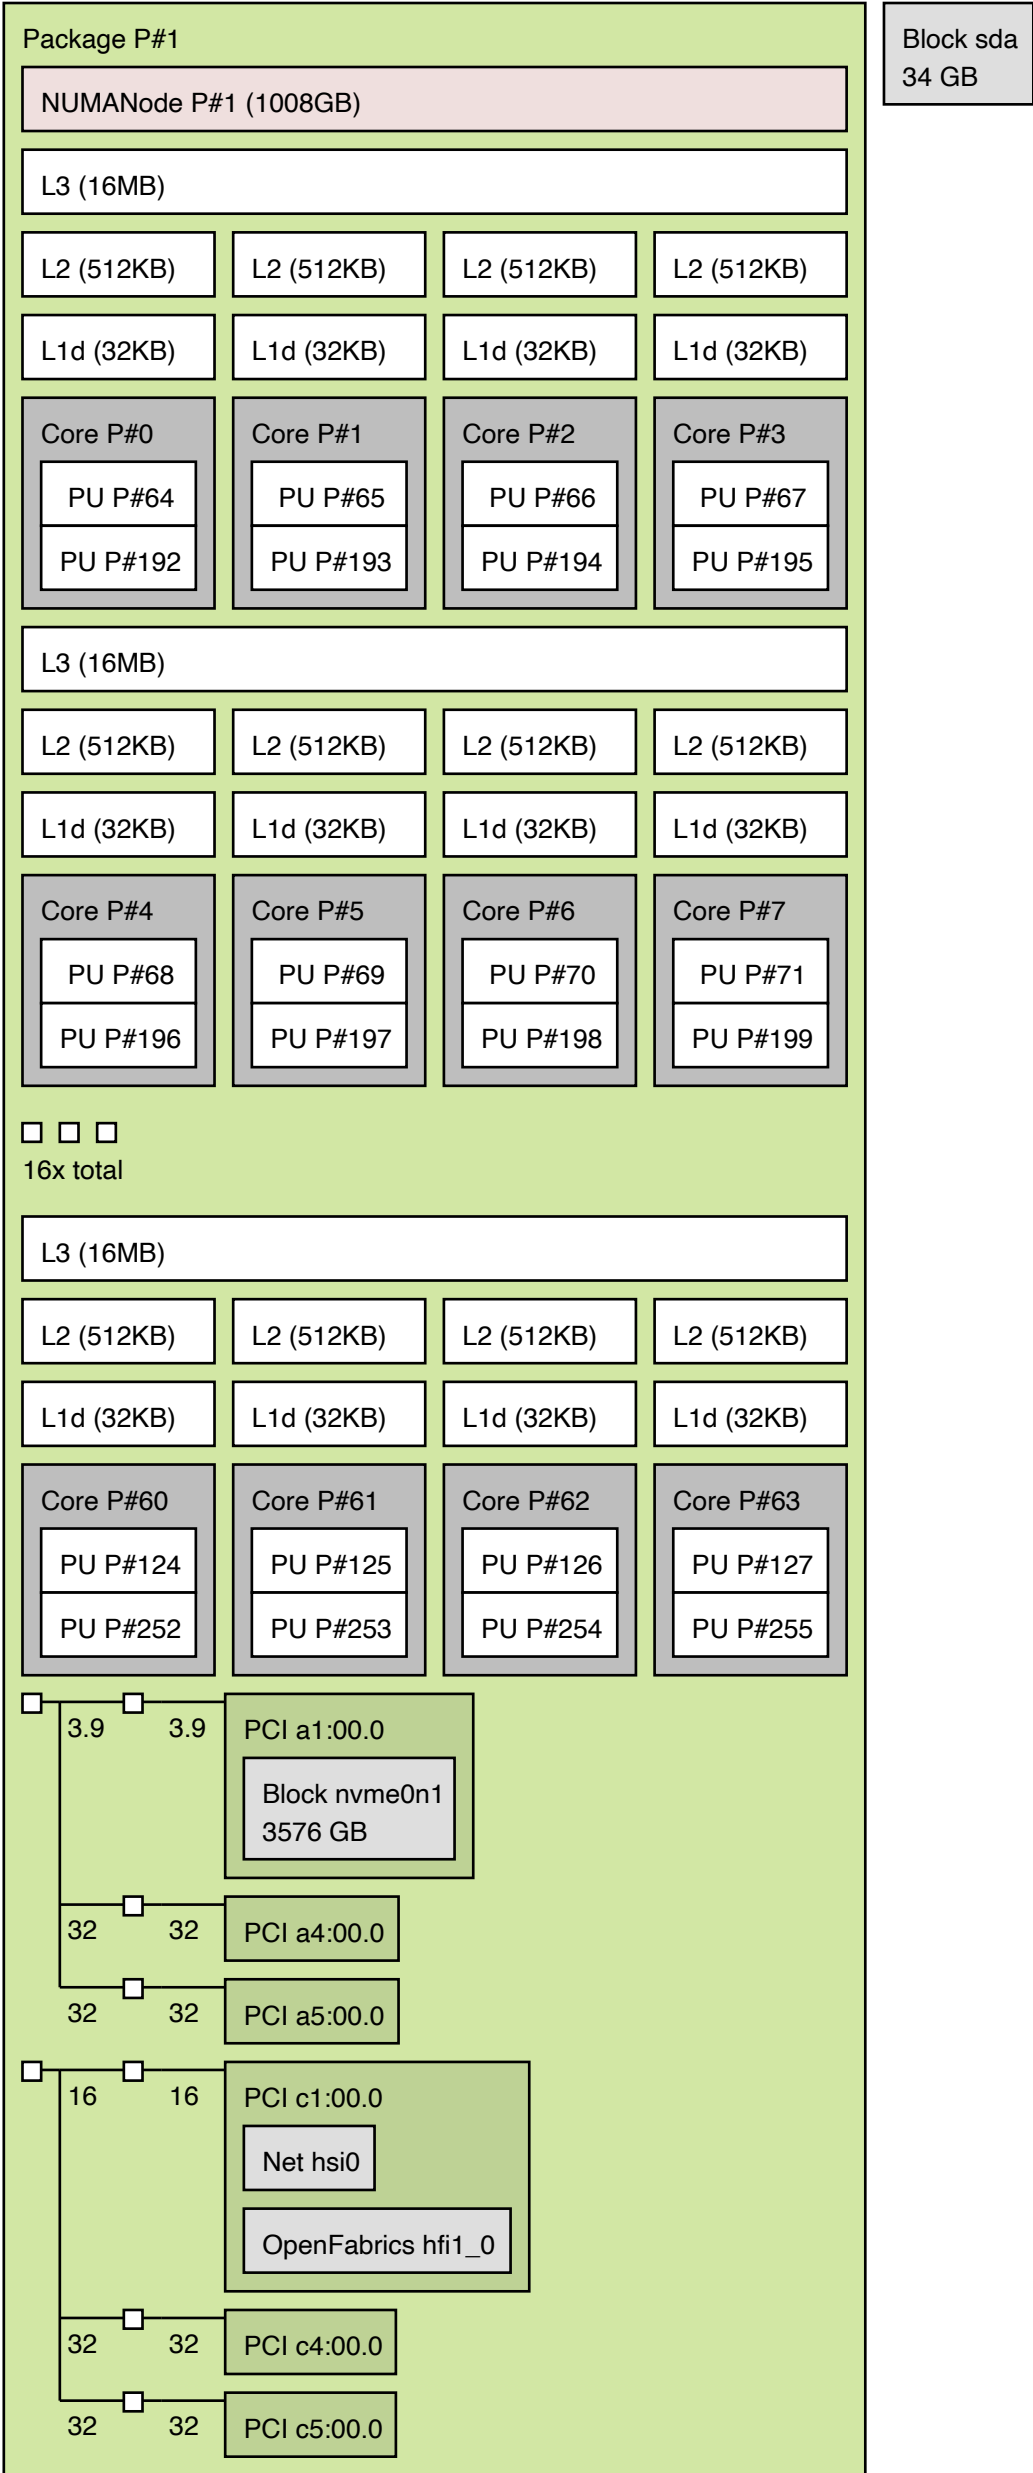 Package P#1
Block sda
34 GB
NUMANode P#1 (1008GB)
L3 (16MB)
L2 (512KB) L2 (512KB) L2 (512KB) L2 (512KB)
L1d (32KB) L1d (32KB) L1d (32KB) L1d (32KB)
Core P#0 Core P#1 Core P#2 Core P#3
PU P#64 PU P#65 PU P#66 PU P#67
PU P#192 PU P#193 PU P#194 PU P#195
L3 (16MB)
L2 (512KB) L2 (512KB) L2 (512KB) L2 (512KB)
L1d (32KB) L1d (32KB) L1d (32KB) L1d (32KB)
Core P#4 Core P#5 Core P#6 Core P#7
PU P#68 PU P#69 PU P#70 PU P#71
PU P#196 PU P#197 PU P#198 PU P#199
16x total
L3 (16MB)
L2 (512KB) L2 (512KB) L2 (512KB) L2 (512KB)
L1d (32KB) L1d (32KB) L1d (32KB) L1d (32KB)
Core P#60 Core P#61 Core P#62 Core P#63
PU P#124 PU P#125 PU P#126 PU P#127
PU P#252 PU P#253 PU P#254 PU P#255
3.9 3.9 PCI a1:00.0
Block nvme0n1
3576 GB
32 32 PCI a4:00.0
32 32 PCI a5:00.0
16 16 PCI c1:00.0
Net hsi0
OpenFabrics hfi1_0
32 32 PCI c4:00.0
32 32 PCI c5:00.0